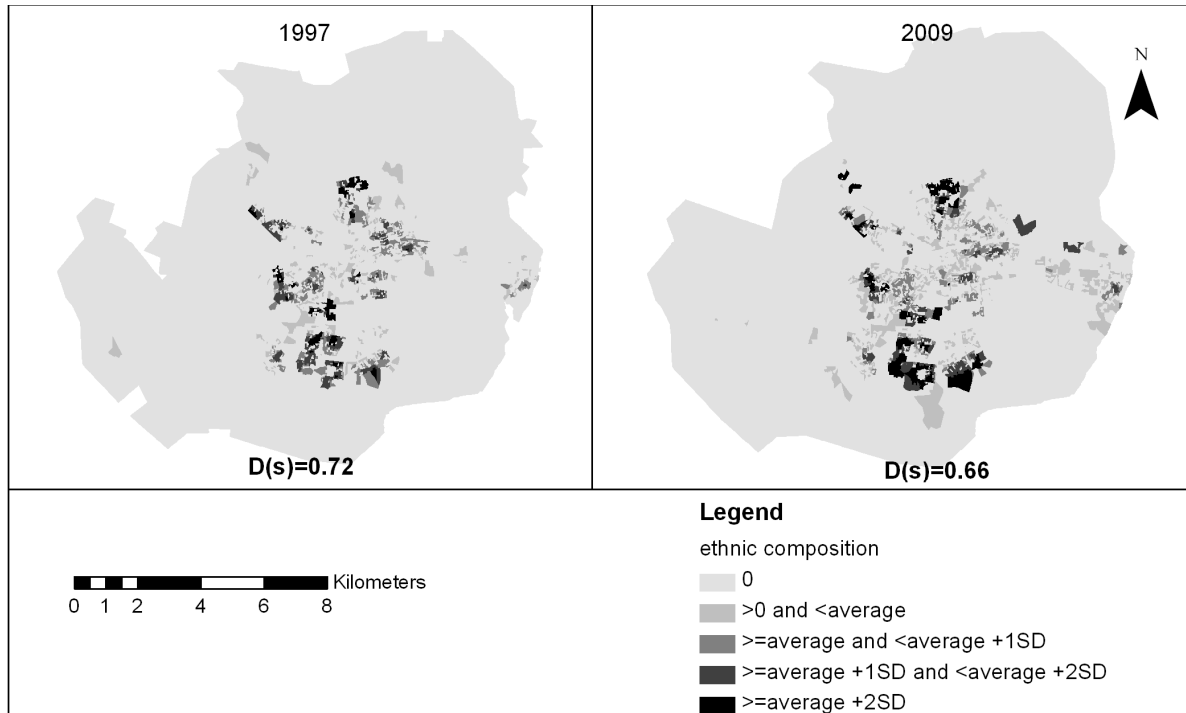 1997
2009
N
D(s)=0.72
D(s)=0.66
Kilometers
0 1 2 4 6 8
Legend
ethnic composition
0
>0 and <average
>=average and <average +1SD
>=average +1SD and <average +2SD
>=average +2SD